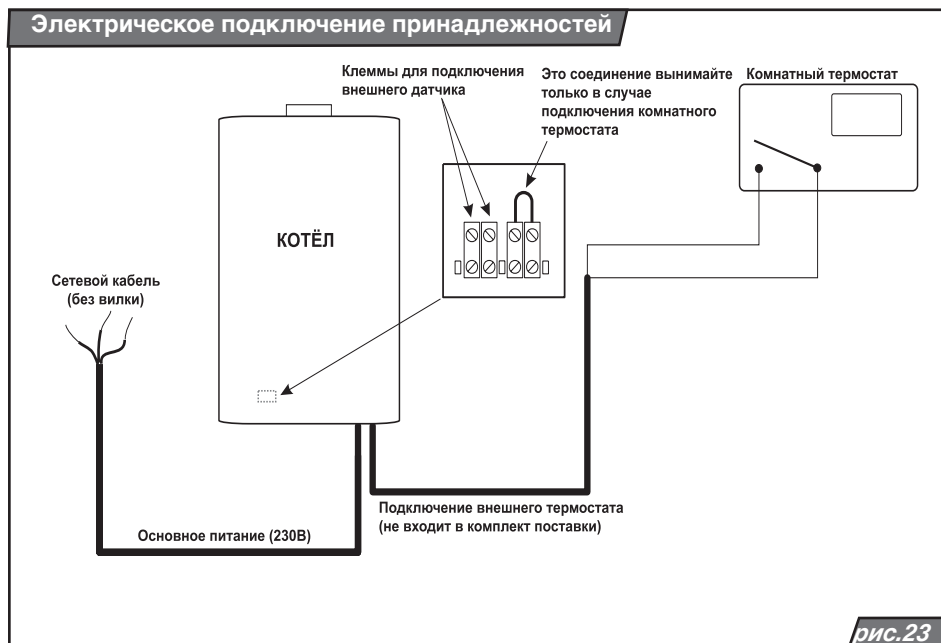 Электрическое подключение принадлежностей
Клеммы для подключения
внешнего датчика
Это соединение вынимайте
только в случае
подключения комнатного
термостата
Комнатный термостат
КОТЁЛ
Сетевой кабель
(без вилки)
Подключение внешнего термостата
(не входит в комплект поставки)
Основное питание (230В)
рис.23